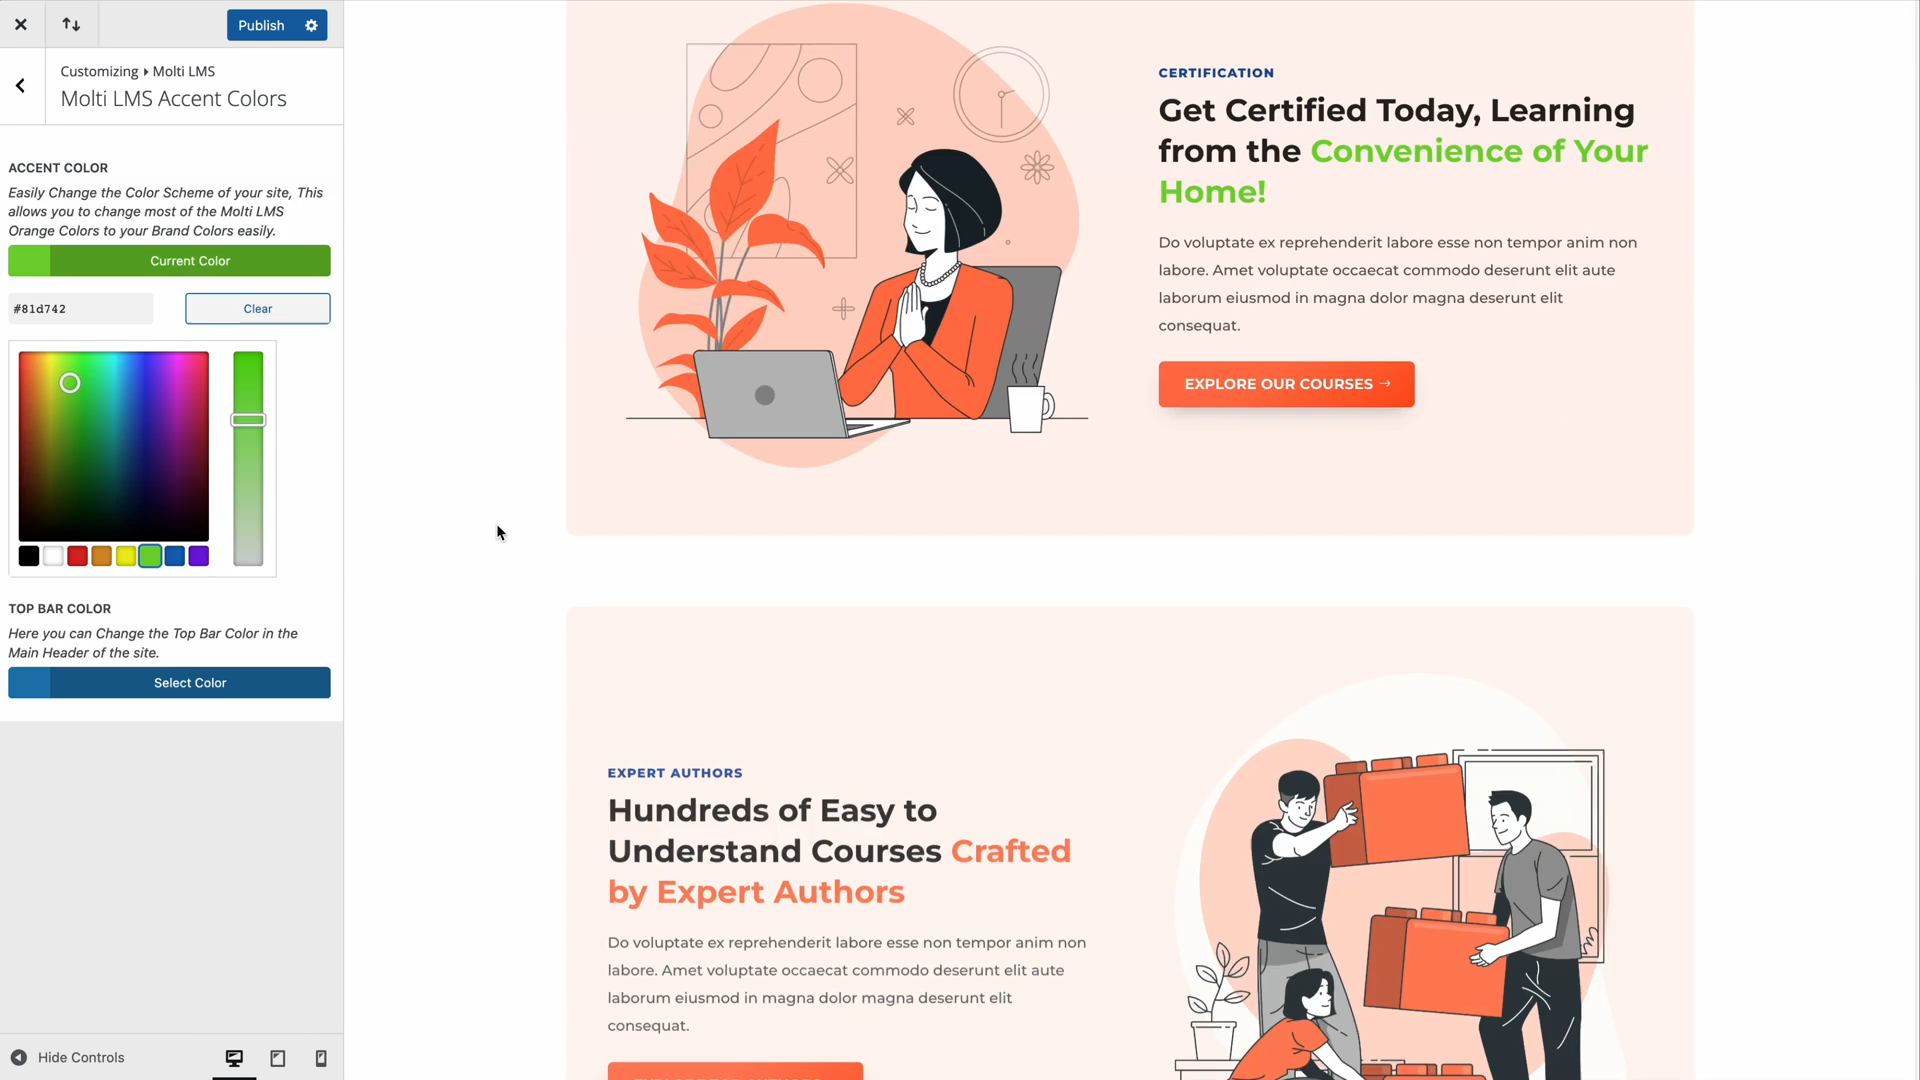 Publish
Customizing ▸ Molti LMS
Molti LMS Accent Colors
ACCENT COLOR
Easily Change the Color Scheme of your site, This
allows you to change most of the Molti LMS
Orange Colors to your Brand Colors easily.
Current Color
#81d742
Clear
TOP BAR COLOR
Here you can Change the Top Bar Color in the
Main Header of the site.
Select Color
Hide Controls
CERTIFICATION
Get Certified Today, Learning
from the Convenience of Your
Home!
Do voluptate ex reprehenderit labore esse non tempor anim non
labore. Amet voluptate occaecat commodo deserunt elit aute
laborum eiusmod in magna dolor magna deserunt elit
consequat.
EXPLORE OUR COURSES →
EXPERT AUTHORS
Hundreds of Easy to
Understand Courses Crafted
by Expert Authors
Do voluptate ex reprehenderit labore esse non tempor anim non
labore. Amet voluptate occaecat commodo deserunt elit aute
laborum eiusmod in magna dolor magna deserunt elit
consequat.